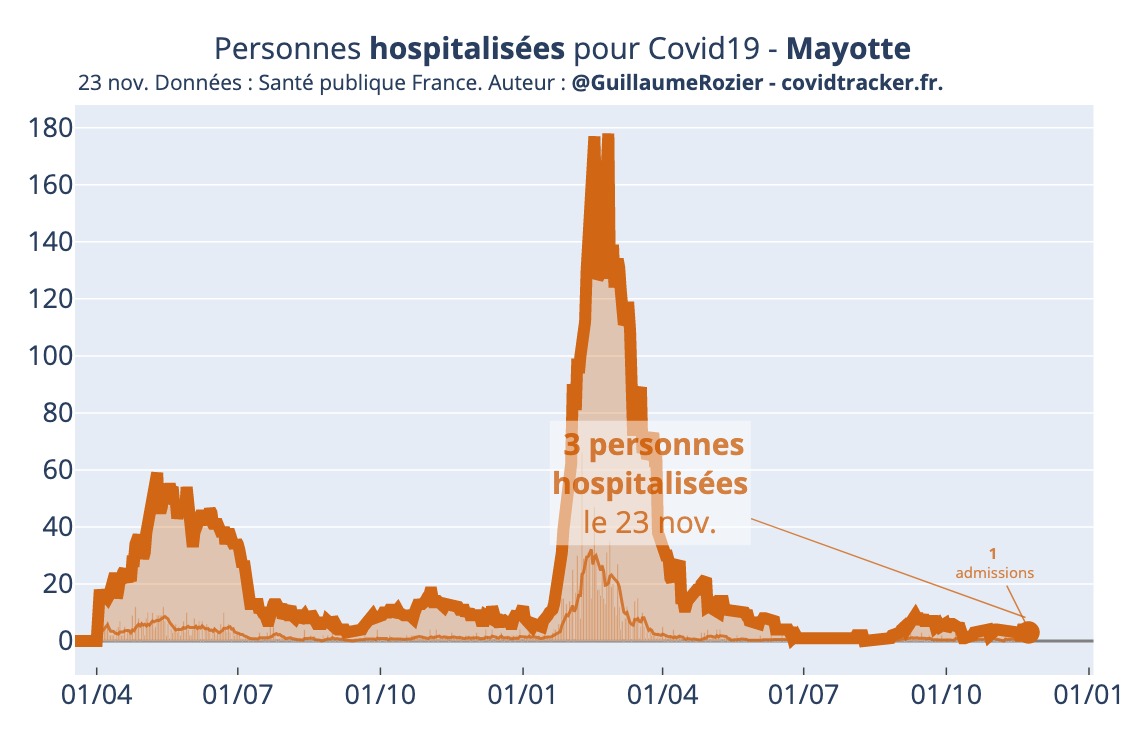 Personnes hospitalisées pour Covid19 - Mayotte
23 nov. Données : Santé publique France. Auteur : @GuillaumeRozier - covidtracker.fr.
180
160
140
120
100
80
60
40
20
0
3 personnes
hospitalisées
le 23 nov.
1
admissions
01/04 01/07 01/10 01/01 01/04 01/07 01/10 01/01